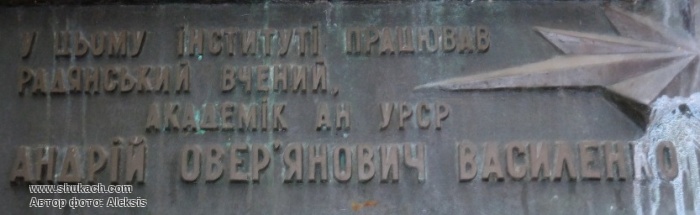 У ЦЬОМУ ІНСТИТУТІ ПРАЦЮВАВ
РАДЯНСЬКИЙ ВЧЕНИЙ,
АКАДЕМІК АН УРСР
АНДРІЙ ОВЕР'ЯНОВИЧ ВАСИЛЕНКО
www.shukach.com
Автор фото: Aleksis